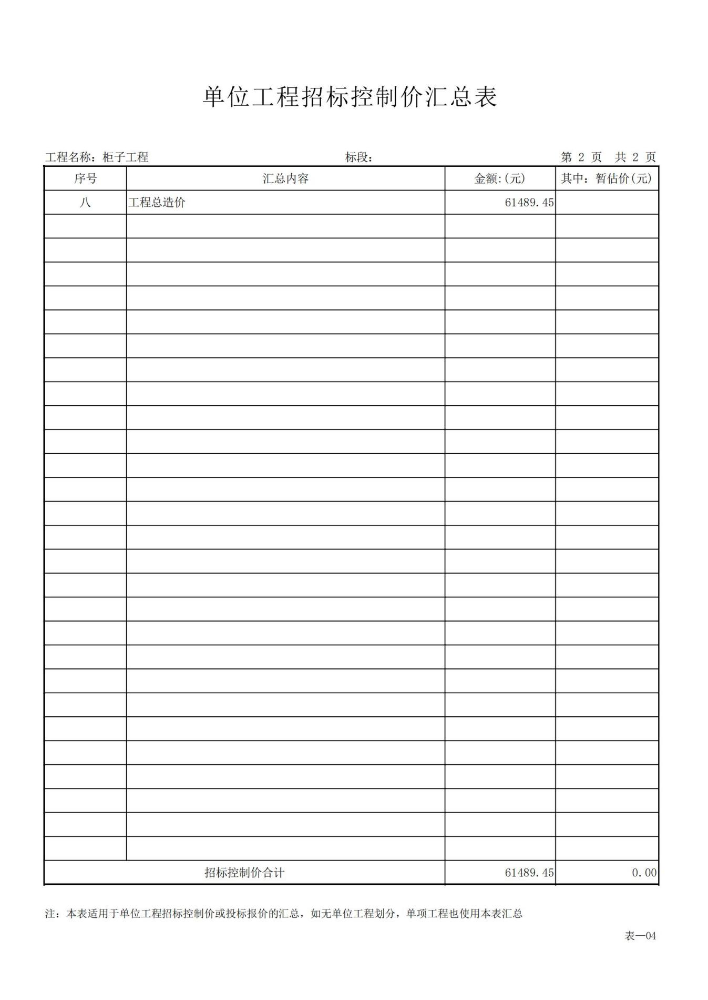 单位工程招标控制价汇总表
工程名称：柜子工程 标段： 第 2 页 共 2 页
序号 汇总内容 金额:(元) 其中：暂估价(元)
八 工程总造价 61489.45
招标控制价合计 61489.45 0.00
注：本表适用于单位工程招标控制价或投标报价的汇总，如无单位工程划分，单项工程也使用本表汇总
表—04